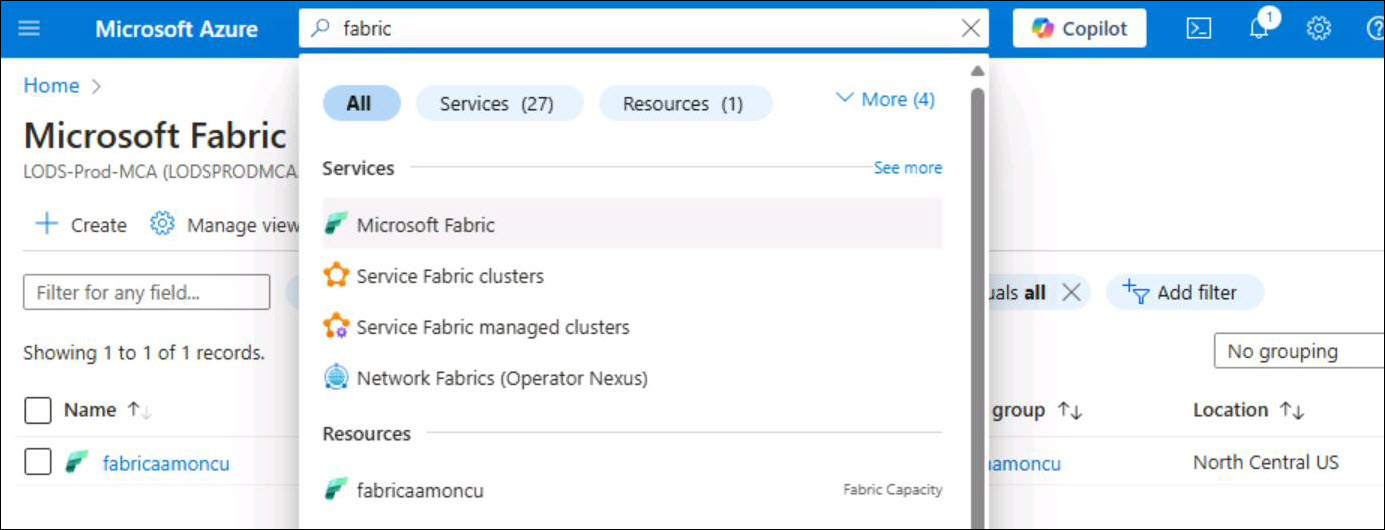 Microsoft Azure
fabric
Copilot
1
Home
All
Services (27)
Resources (1)
More (4)
Microsoft Fabric
LODS-Prod-MCA (LODSPRODMCA.
Services
See more
Create
Manage view
Microsoft Fabric
Service Fabric clusters
Filter for any field...
all
Add filter
Service Fabric managed clusters
Showing 1 to 1 of 1 records.
No grouping
Network Fabrics (Operator Nexus)
Name
group
Location
Resources
fabricaamoncu
amoncu
North Central US
fabricaamoncu
Fabric Capacity